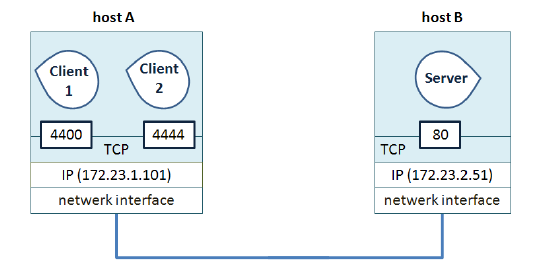 host A
host B
Client
1
Client
2
Server
4400
4444
80
TCP
TCP
IP (172.23.1.101)
IP (172.23.2.51)
netwerk interface
netwerk interface